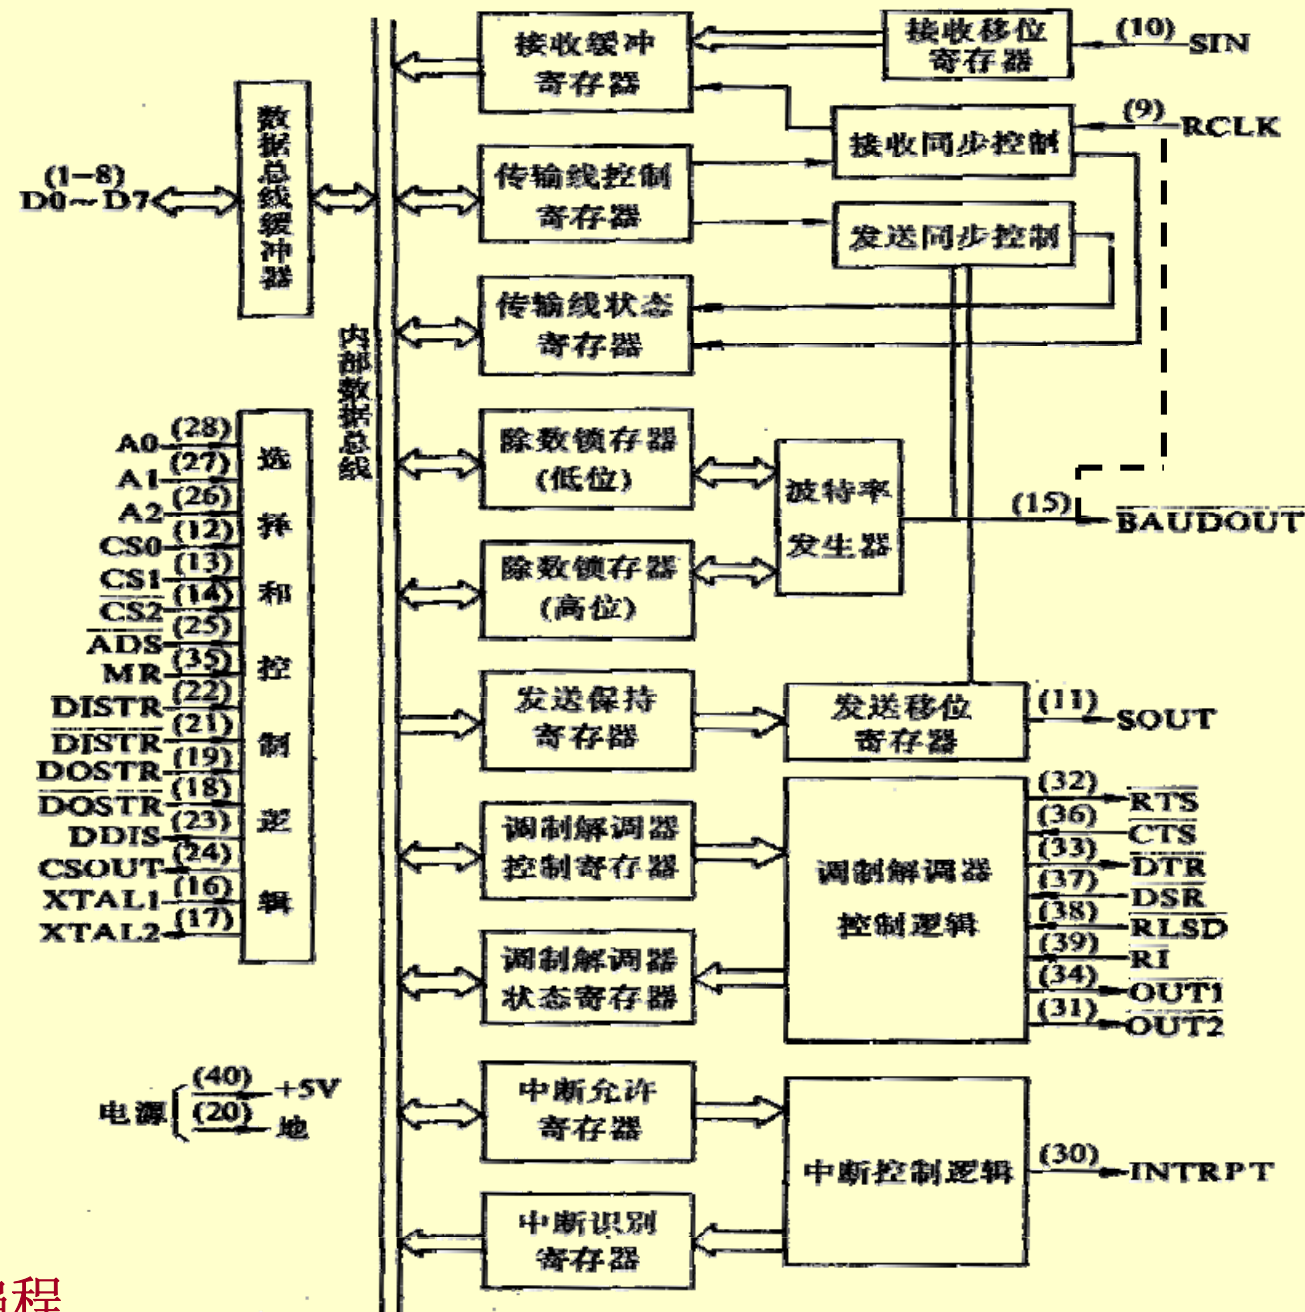 接收缓冲
寄存器
接收移位
寄存器
(10)
SIN
数据总线缓冲器
(1-8)
D0～D7
传输线控制
寄存器
接收同步控制
(9)
RCLK
发送同步控制
传输线状态
寄存器
内部数据总线
除数锁存器
(低位)
波特率
发生器
(15)
BAUDOUT
除数锁存器
(高位)
选择和控制逻辑
A0 (28)
A1 (27)
A2 (26)
CS0 (12)
CS1 (13)
CS2 (14)
ADS (25)
MR (35)
DISTR (22)
DISTR (21)
DOSTR (19)
DOSTR (18)
DDIS (23)
CSOUT (24)
XTAL1 (16)
XTAL2 (17)
发送保持
寄存器
发送移位
寄存器
(11)
SOUT
调制解调器
控制寄存器
调制解调器
控制逻辑
(32) RTS
(36) CTS
(33) DTR
(37) DSR
(38) RLSD
(39) RI
(34) OUT1
(31) OUT2
调制解调器
状态寄存器
电源
(40) +5V
(20) 地
中断允许
寄存器
中断控制逻辑
(30)
INTRPT
中断识别
寄存器
程